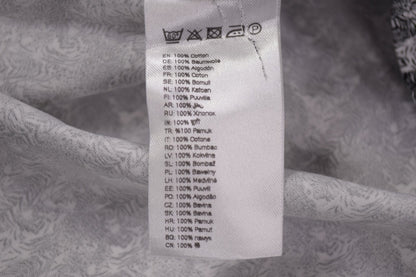 EN: 100% Cotton
DE: 100% Baumwolle
ES: 100% Algodón
FR: 100% Coton
SE: 100% Bomull
NL: 100% Katoen
FI: 100% Puuvilla
AR: 100%
RU: 100% Хлопок
IN: 100%
TR: %100 Pamuk
IT: 100% Cotone
RO: 100% Bumbac
LV: 100% Kokvilna
SL: 100% Bombaž
PL: 100% Bawełny
LH: 100% Medvilnė
EE: 100% Puuvill
PO: 100% Algodão
CZ: 100% Bavlna
SK: 100% Bavlna
HR: 100% Pamuk
HU: 100% Pamut
BG: 100% памук
CN: 100% 棉